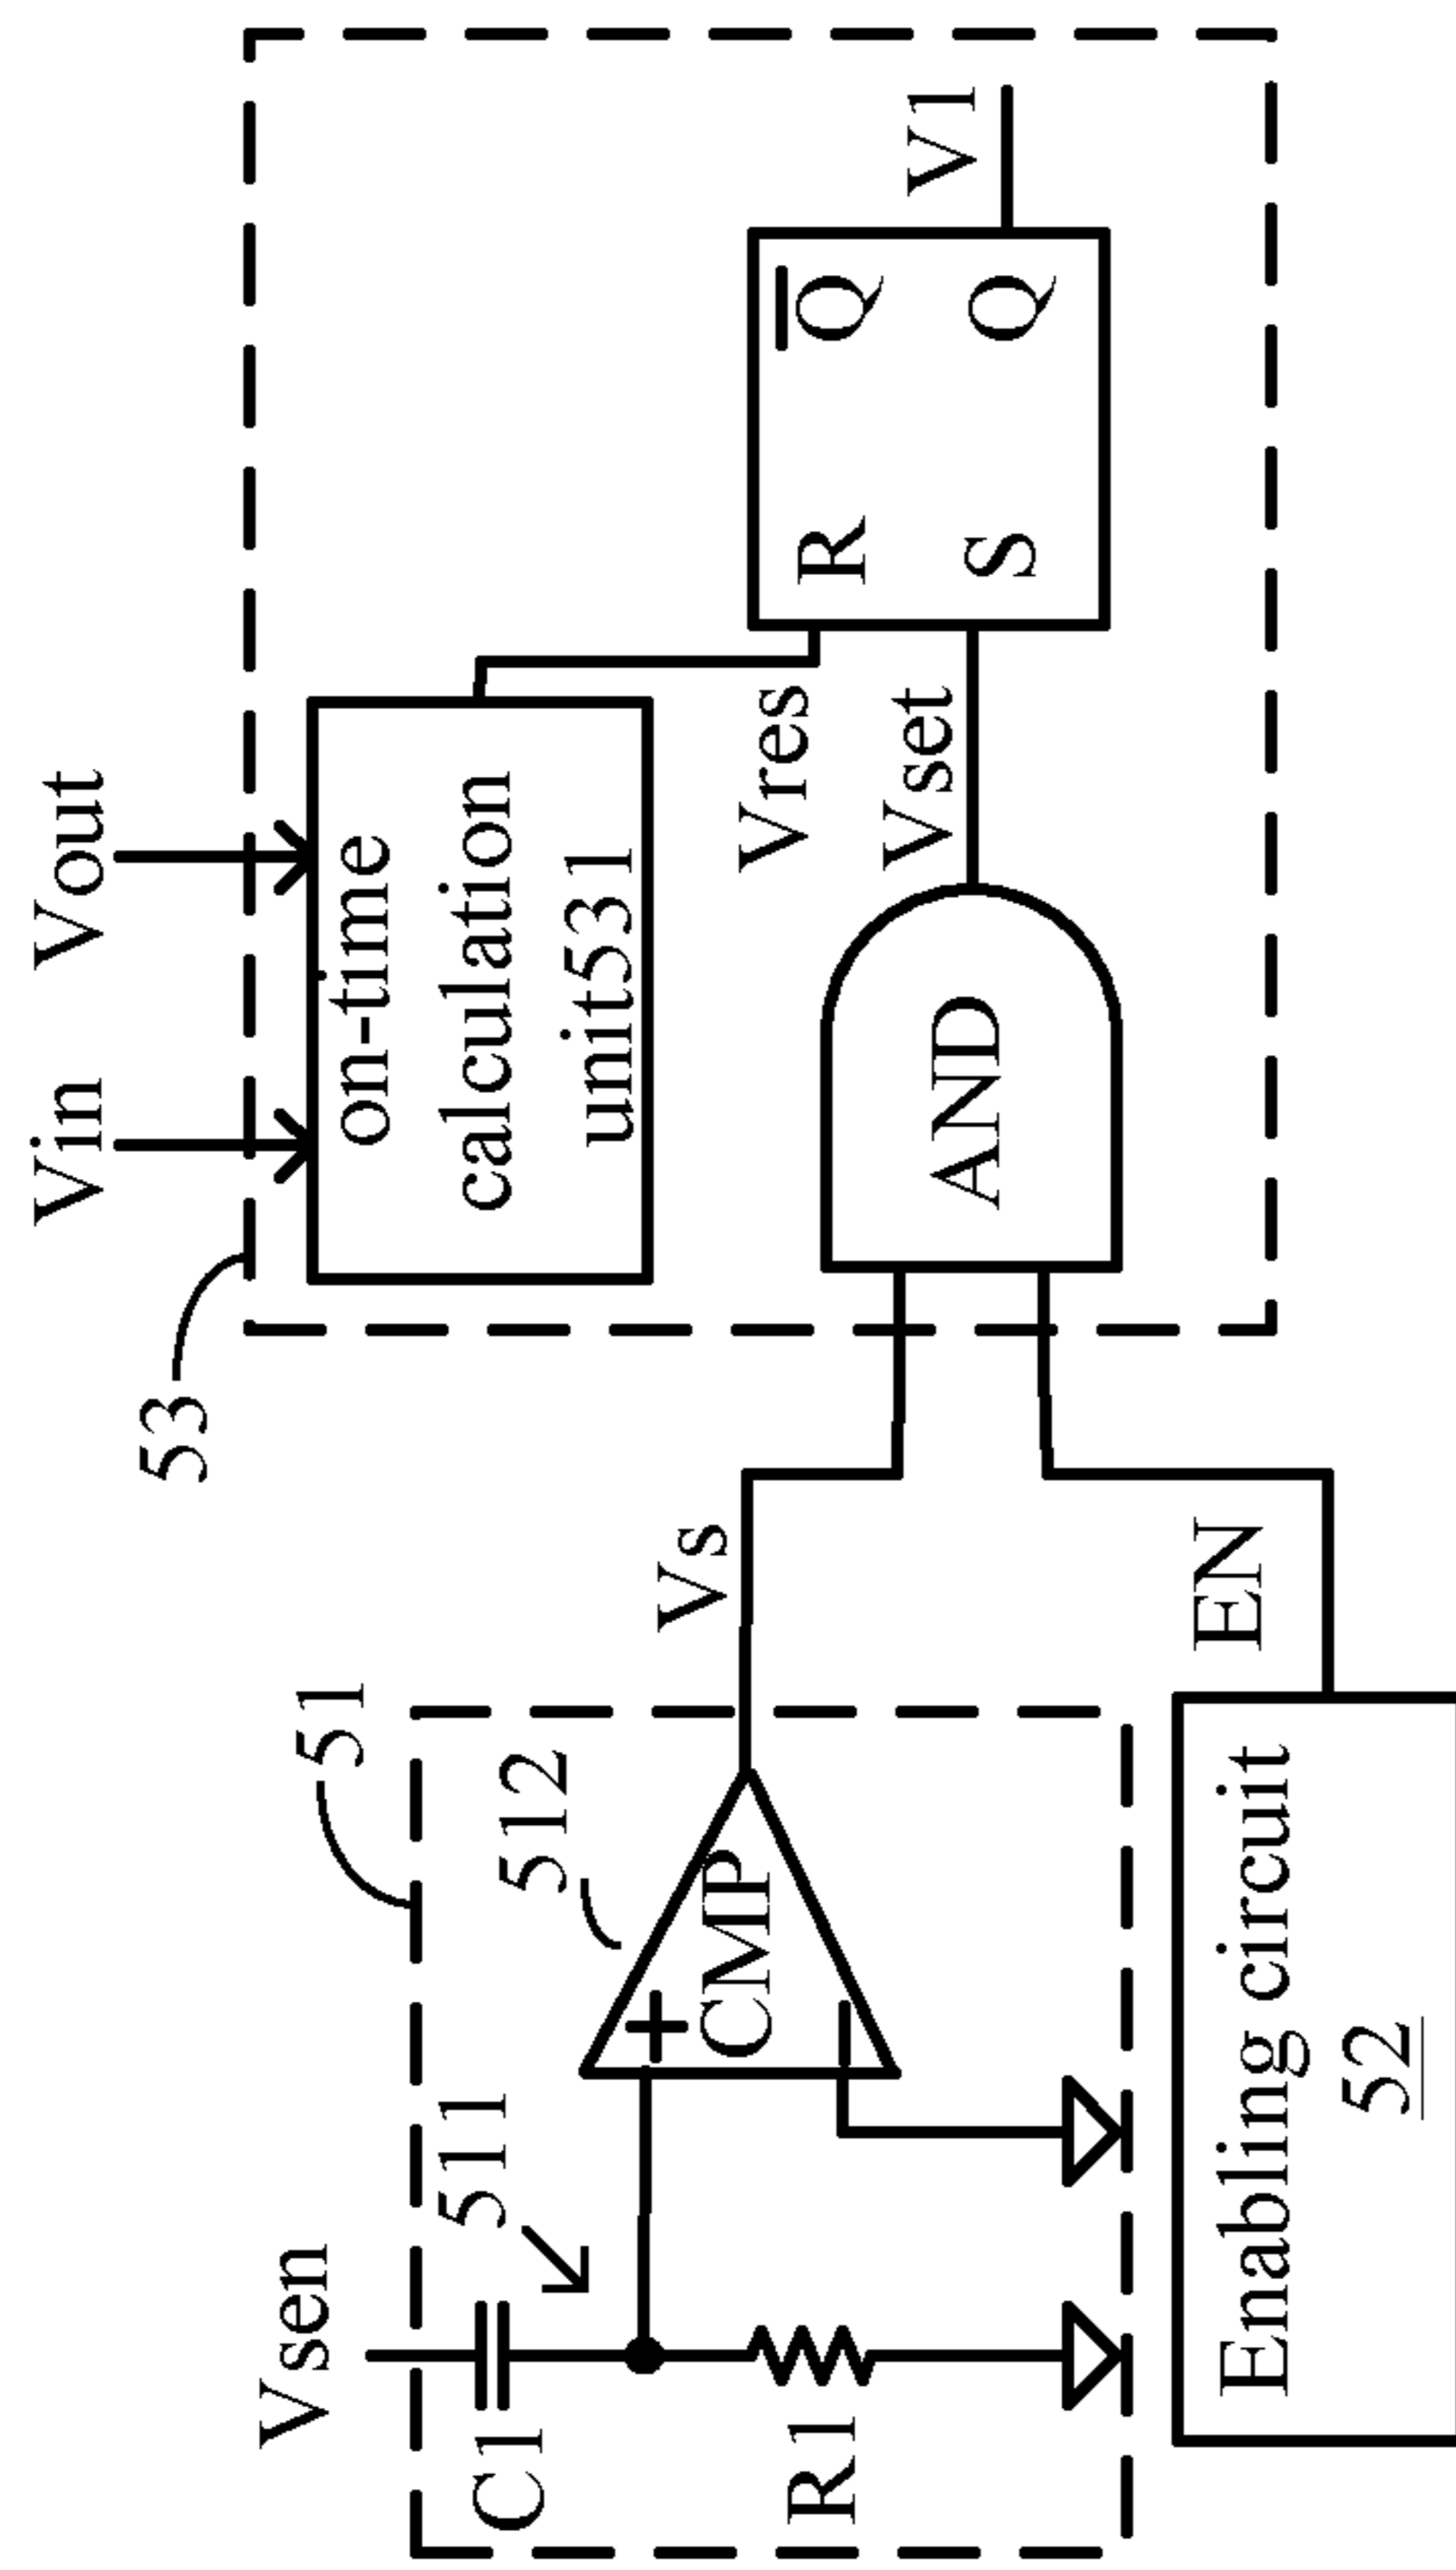 Vsen
C1
511
R1
512
+
CMP
−
51
Vs
Enabling circuit
52
EN
53
Vin
Vout
on-time
calculation
unit531
AND
Vres
Vset
R
S
Q
Q
V1